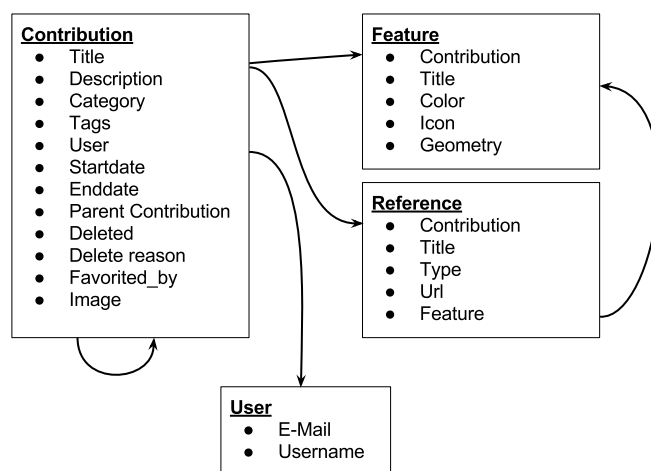 Contribution
● Title
● Description
● Category
● Tags
● User
● Startdate
● Enddate
● Parent Contribution
● Deleted
● Delete reason
● Favorited_by
● Image
Feature
● Contribution
● Title
● Color
● Icon
● Geometry
Reference
● Contribution
● Title
● Type
● Url
● Feature
User
● E-Mail
● Username